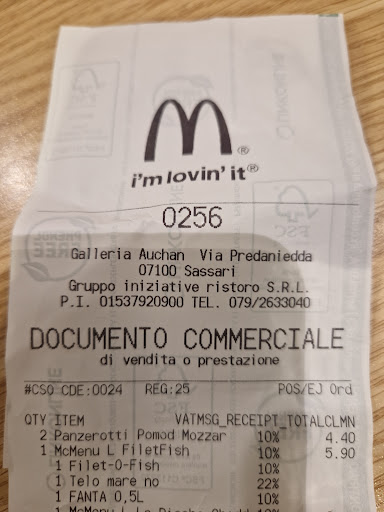 i'm lovin' it®
0256
Galleria Auchan Via Predaniedda
07100 Sassari
Gruppo iniziative ristoro S.R.L.
P.I. 01537920900 TEL. 079/2633040
DOCUMENTO COMMERCIALE
di vendita o prestazione
#CSO CDE:0024 REG:25 POS/EJ Ord
QTY ITEM VATMSG_RECEIPT_TOTALCLMN
2 Panzerotti Pomod Mozzar 10% 4.40
1 McMenu L FiletFish 10% 5.90
1 Filet-O-Fish 10%
1 Telo mare no 22%
1 FANTA 0,5L 10%